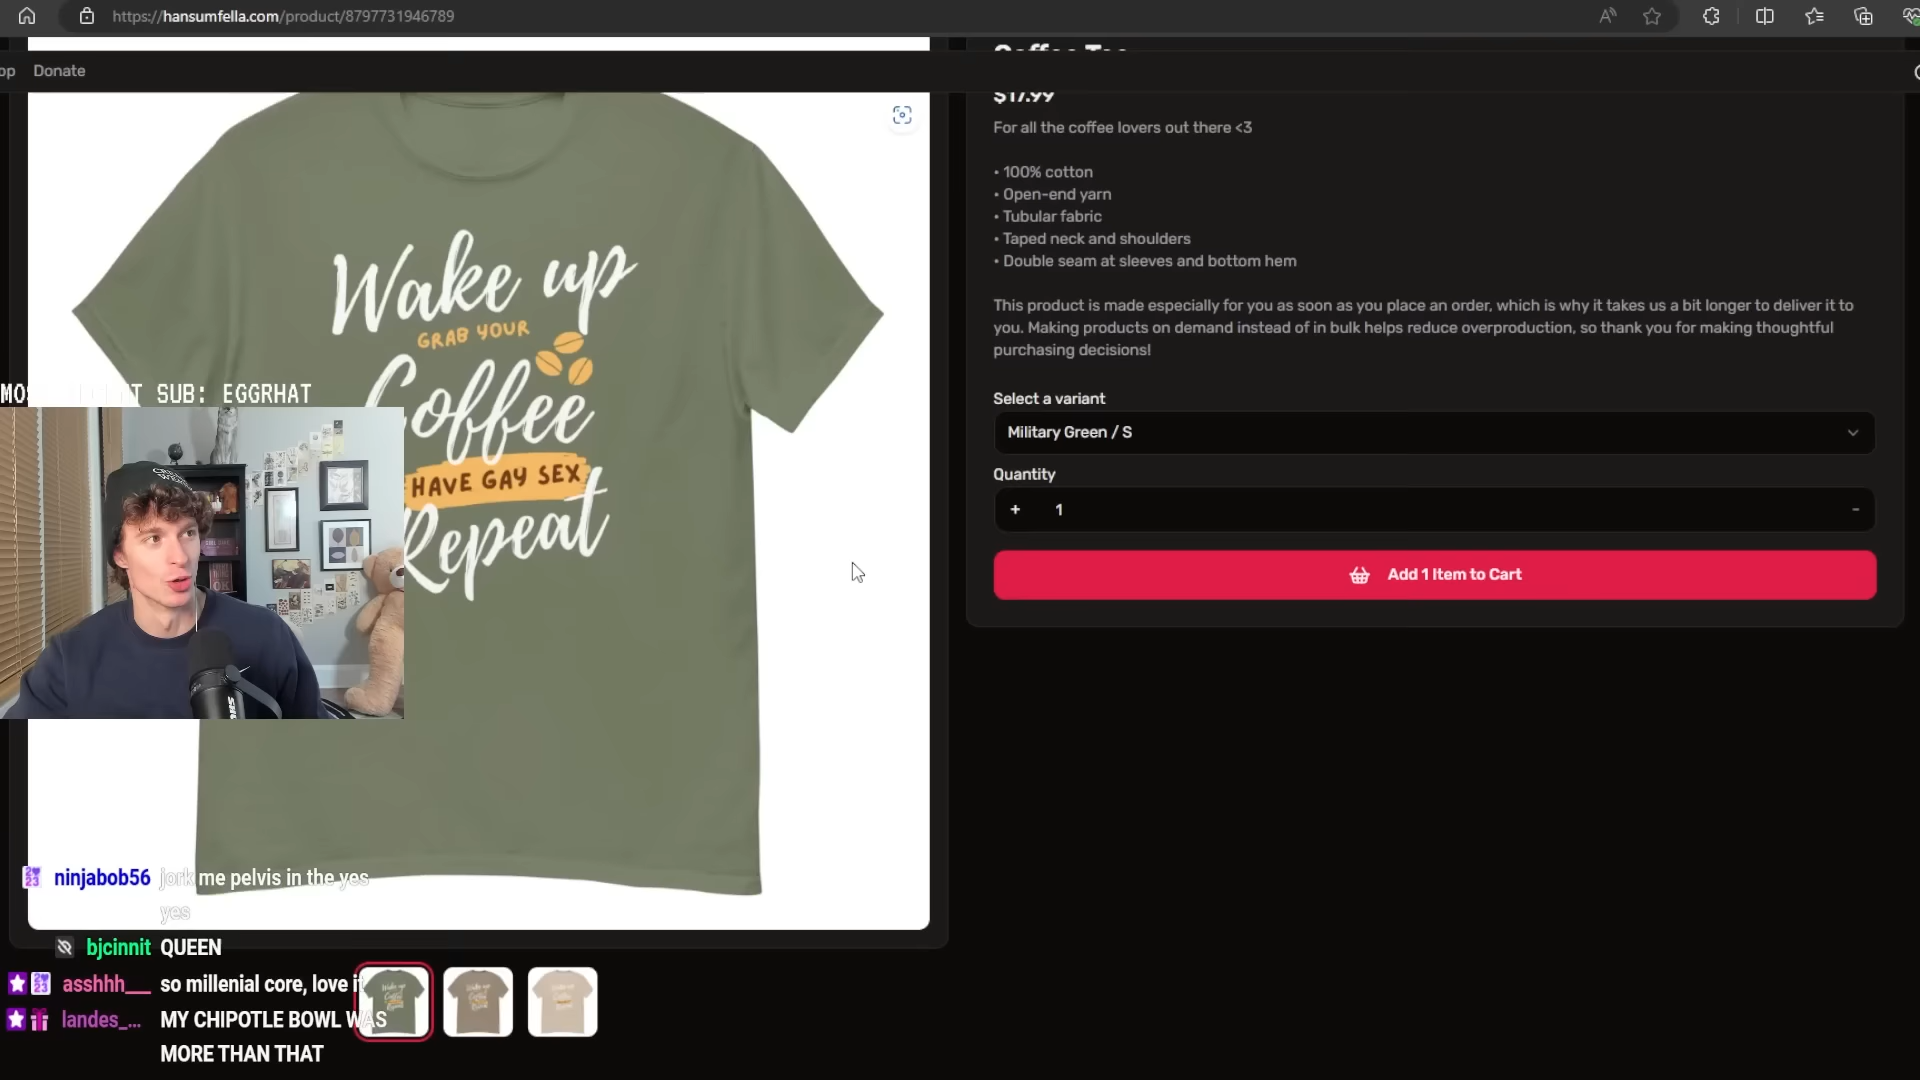 https://hansumfella.com/product/8797731946789
Donate
Coffee Tee
$17.99
For all the coffee lovers out there <3
• 100% cotton
• Open-end yarn
• Tubular fabric
• Taped neck and shoulders
• Double seam at sleeves and bottom hem
This product is made especially for you as soon as you place an order, which is why it takes us a bit longer to deliver it to
you. Making products on demand instead of in bulk helps reduce overproduction, so thank you for making thoughtful
purchasing decisions!
Select a variant
Military Green / S
Quantity
+ 1 -
Add 1 Item to Cart
Wake up
GRAB YOUR
Coffee
HAVE GAY SEX
Repeat
SUB: EGGRHAT
ninjabob56 jork me pelvis in the yes
yes
bjcinnit QUEEN
asshhh___ so millenial core, love it
landes_... MY CHIPOTLE BOWL WAS
MORE THAN THAT